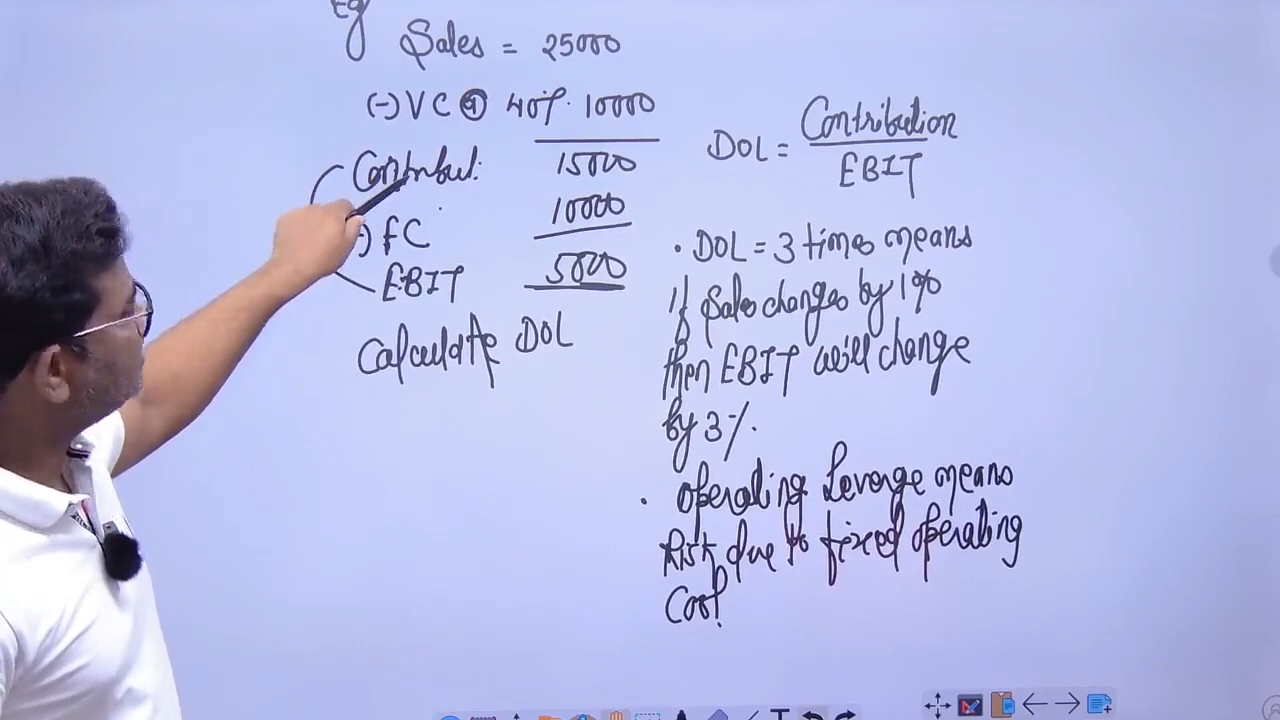 Eg
Sales = 25000
(-) VC @ 40% 10000
Contribut: 15000
) FC 10000
EBIT 5000
Calculate DOL
DOL = Contribution
EBIT
• DOL = 3 times means
If Sales changes by 1%
then EBIT will change
by 3%.
• Operating Leverge means
Risk due to fixed operating
Cost